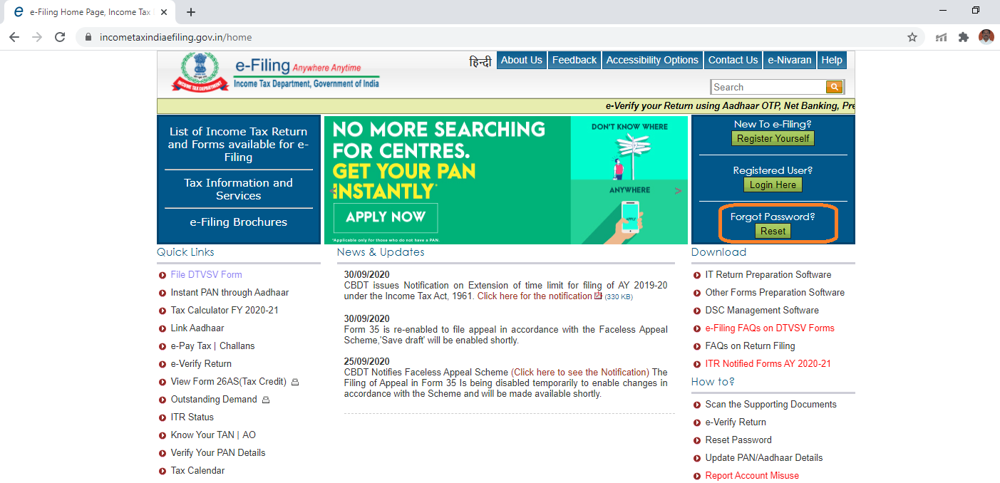 e-Filing Home Page, Income Tax
incometaxindiaefiling.gov.in/home
e-Filing Anywhere Anytime
Income Tax Department, Government of India
INCOME TAX DEPARTMENT
हिन्दी About Us Feedback Accessibility Options Contact Us e-Nivaran Help
Search
e-Verify your Return using Aadhaar OTP, Net Banking, Pre
List of Income Tax Return
and Forms available for e-
Filing
Tax Information and
Services
e-Filing Brochures
NO MORE SEARCHING
FOR CENTRES.
GET YOUR PAN
INSTANTLY*
APPLY NOW
*Applicable only for those who do not have a PAN.
DON'T KNOW WHERE
ANYWHERE
APPLY
New To e-Filing?
Register Yourself
Registered User?
Login Here
Forgot Password?
Reset
Quick Links
File DTVSV Form
Instant PAN through Aadhaar
Tax Calculator FY 2020-21
Link Aadhaar
e-Pay Tax | Challans
e-Verify Return
View Form 26AS(Tax Credit)
Outstanding Demand
ITR Status
Know Your TAN | AO
Verify Your PAN Details
Tax Calendar
News & Updates
30/09/2020
CBDT issues Notification on Extension of time limit for filing of AY 2019-20
under the Income Tax Act, 1961. Click here for the notification (330 KB)
30/09/2020
Form 35 is re-enabled to file appeal in accordance with the Faceless Appeal
Scheme,'Save draft' will be enabled shortly.
25/09/2020
CBDT Notifies Faceless Appeal Scheme (Click here to see the Notification) The
Filing of Appeal in Form 35 Is being disabled temporarily to enable changes in
accordance with the Scheme and will be made available shortly.
Download
IT Return Preparation Software
Other Forms Preparation Software
DSC Management Software
e-Filing FAQs on DTVSV Forms
FAQs on Return Filing
ITR Notified Forms AY 2020-21
How to?
Scan the Supporting Documents
e-Verify Return
Reset Password
Update PAN/Aadhaar Details
Report Account Misuse